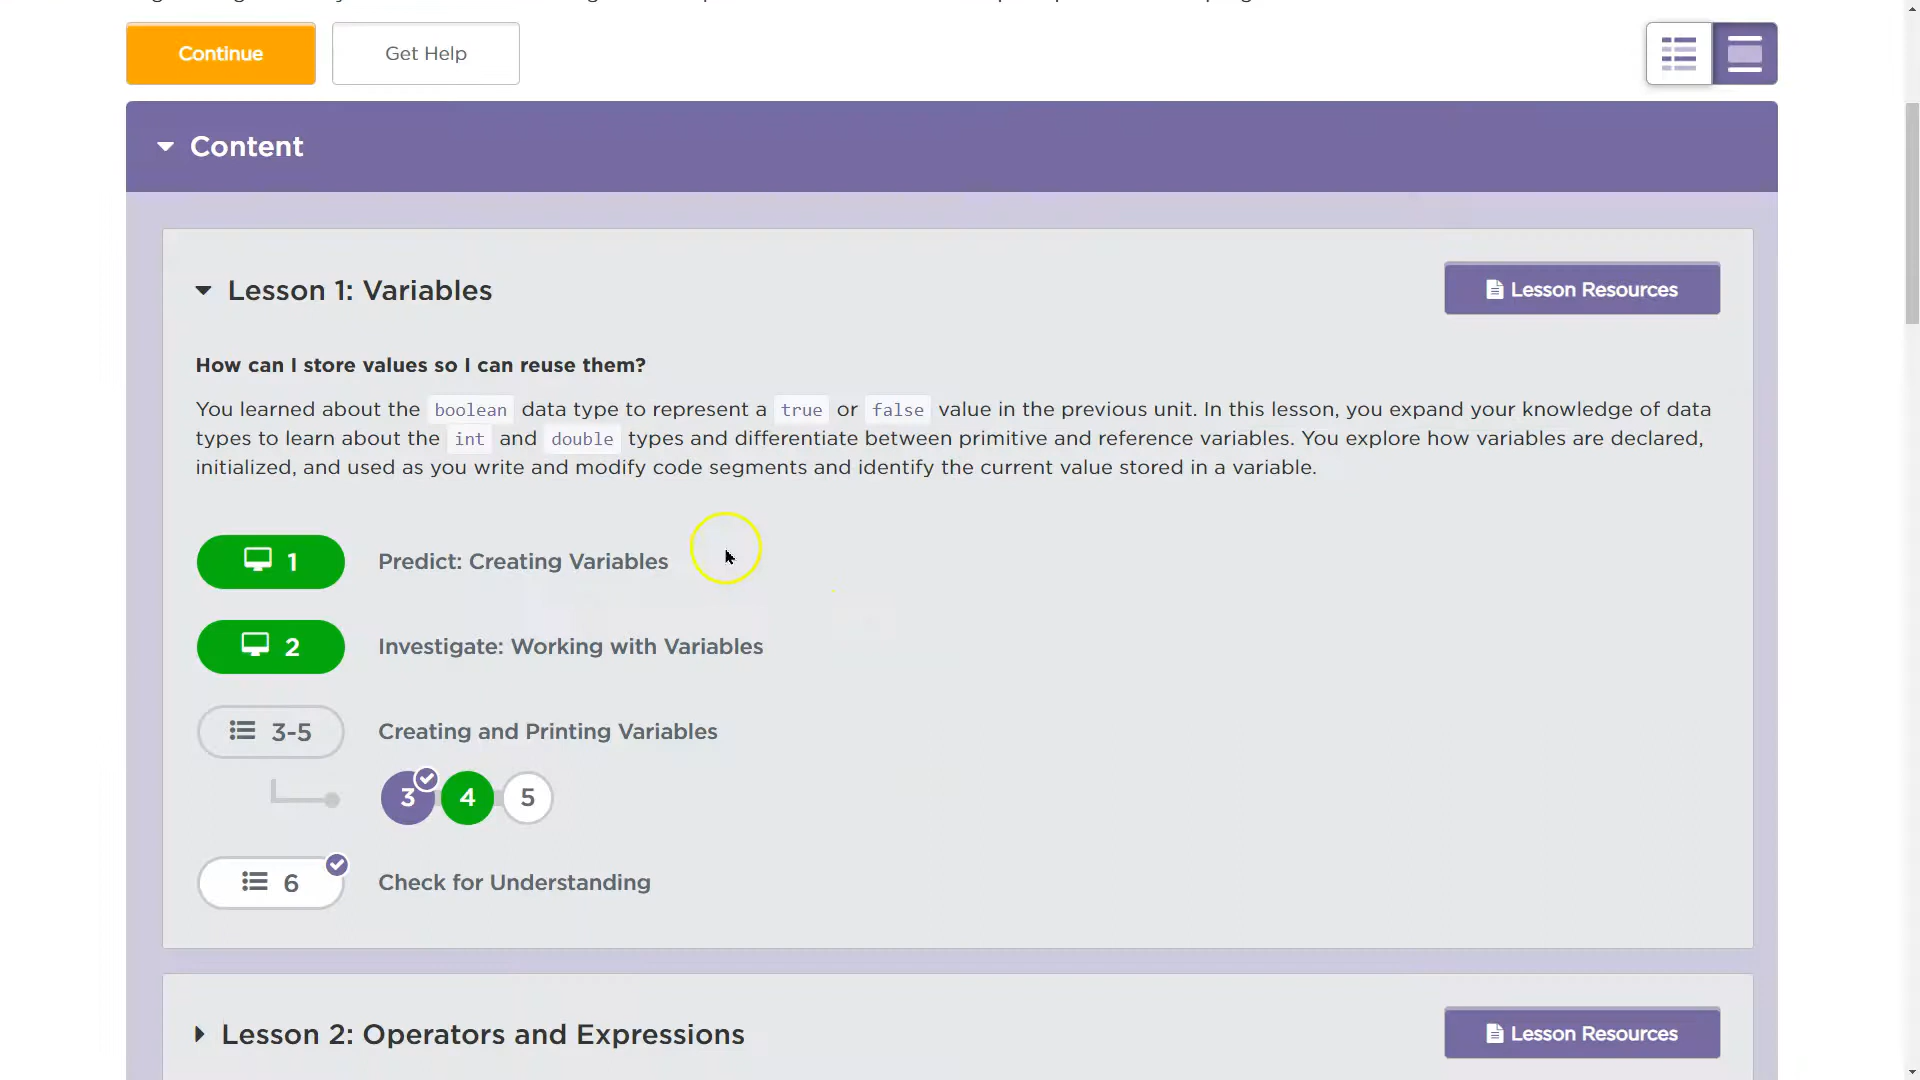 Continue
Get Help
Content
Lesson 1: Variables
Lesson Resources
How can I store values so I can reuse them?
You learned about the boolean data type to represent a true or false value in the previous unit. In this lesson, you expand your knowledge of data
types to learn about the int and double types and differentiate between primitive and reference variables. You explore how variables are declared,
initialized, and used as you write and modify code segments and identify the current value stored in a variable.
1 Predict: Creating Variables
2 Investigate: Working with Variables
3-5 Creating and Printing Variables
3 4 5
6 Check for Understanding
Lesson 2: Operators and Expressions
Lesson Resources